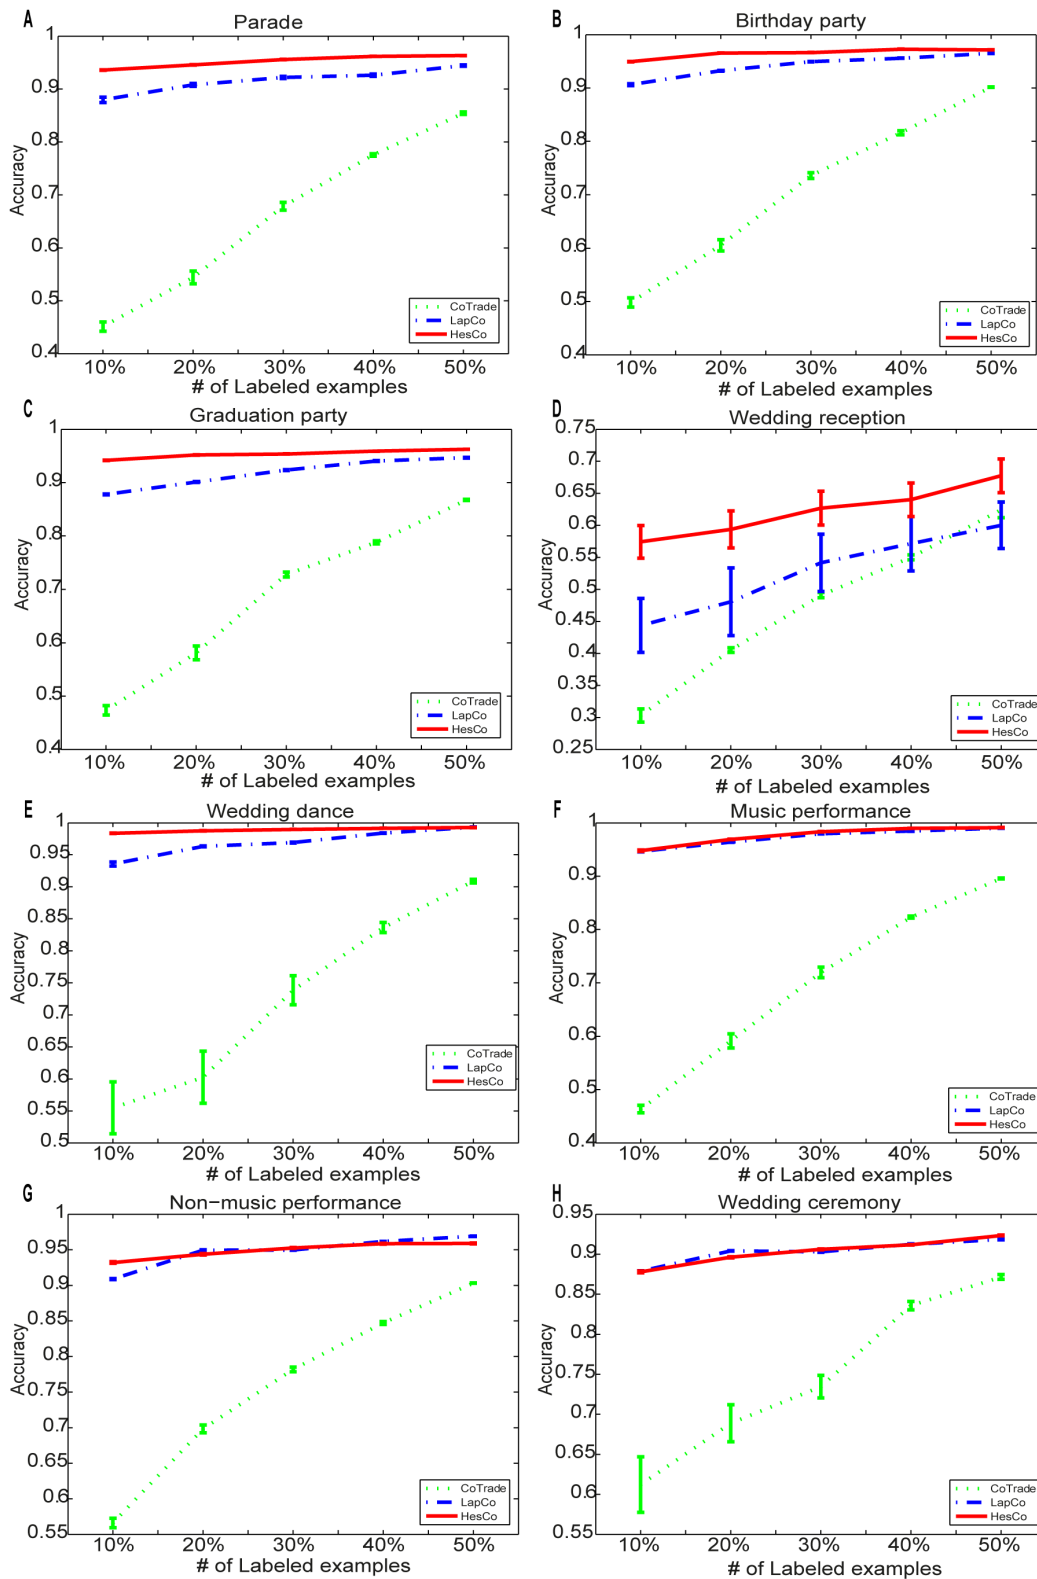 A
Parade
1
0.9
0.8
0.7
0.6
0.5
0.4
Accuracy
10% 20% 30% 40% 50%
# of Labeled examples
CoTrade
LapCo
HesCo
B
Birthday party
1
0.9
0.8
0.7
0.6
0.5
0.4
Accuracy
10% 20% 30% 40% 50%
# of Labeled examples
CoTrade
LapCo
HesCo
C
Graduation party
1
0.9
0.8
0.7
0.6
0.5
0.4
Accuracy
10% 20% 30% 40% 50%
# of Labeled examples
CoTrade
LapCo
HesCo
D
Wedding reception
0.75
0.7
0.65
0.6
0.55
0.5
0.45
0.4
0.35
0.3
0.25
Accuracy
10% 20% 30% 40% 50%
# of Labeled examples
CoTrade
LapCo
HesCo
E
Wedding dance
1
0.95
0.9
0.85
0.8
0.75
0.7
0.65
0.6
0.55
0.5
Accuracy
10% 20% 30% 40% 50%
# of Labeled examples
CoTrade
LapCo
HesCo
F
Music performance
1
0.9
0.8
0.7
0.6
0.5
0.4
Accuracy
10% 20% 30% 40% 50%
# of Labeled examples
CoTrade
LapCo
HesCo
G
Non−music performance
1
0.95
0.9
0.85
0.8
0.75
0.7
0.65
0.6
0.55
Accuracy
10% 20% 30% 40% 50%
# of Labeled examples
CoTrade
LapCo
HesCo
H
Wedding ceremony
0.95
0.9
0.85
0.8
0.75
0.7
0.65
0.6
0.55
Accuracy
10% 20% 30% 40% 50%
# of Labeled examples
CoTrade
LapCo
HesCo